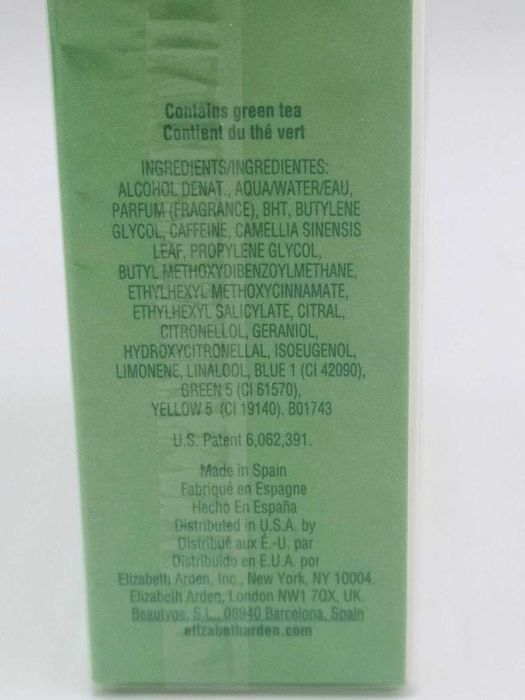 Contains green tea
Contient du thé vert
INGREDIENTS/INGREDIENTES:
ALCOHOL DENAT., AQUA/WATER/EAU,
PARFUM (FRAGRANCE), BHT, BUTYLENE
GLYCOL, CAFFEINE, CAMELLIA SINENSIS
LEAF, PROPYLENE GLYCOL,
BUTYL METHOXYDIBENZOYLMETHANE,
ETHYLHEXYL METHOXYCINNAMATE,
ETHYLHEXYL SALICYLATE, CITRAL,
CITRONELLOL, GERANIOL,
HYDROXYCITRONELLAL, ISOEUGENOL,
LIMONENE, LINALOOL, BLUE 1 (CI 42090),
GREEN 5 (CI 61570),
YELLOW 5 (CI 19140). B01743
U.S. Patent 6,062,391.
Made in Spain
Fabriqué en Espagne
Hecho En España
Distributed in U.S.A. by
Distribué aux É.-U. par
Distribuido en E.U.A. por
Elizabeth Arden, Inc., New York, NY 10004.
Elizabeth Arden, London NW1 7QX, UK.
Beautyge, S.L., 08940 Barcelona, Spain
elizabetharden.com